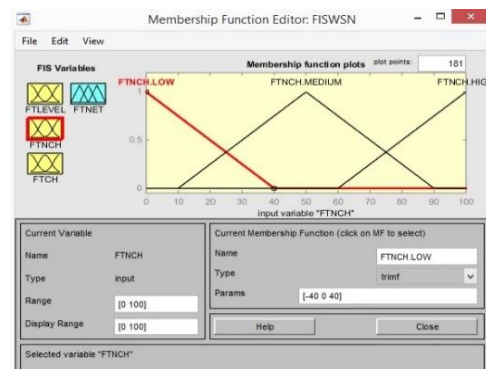 Membership Function Editor: FISWSN
File Edit View
FIS Variables
Membership function plots plot points: 181
FTLEVEL FTNET
FTNCH
FTCH
FTNCH.LOW FTNCH.MEDIUM FTNCH.HIG
1
0.5
0
0 10 20 30 40 50 60 70 80 90 100
input variable "FTNCH"
Current Variable
Name FTNCH
Type input
Range [0 100]
Display Range [0 100]
Current Membership Function (click on MF to select)
Name FTNCH.LOW
Type trimf
Params [-40 0 40]
Help Close
Selected variable "FTNCH"